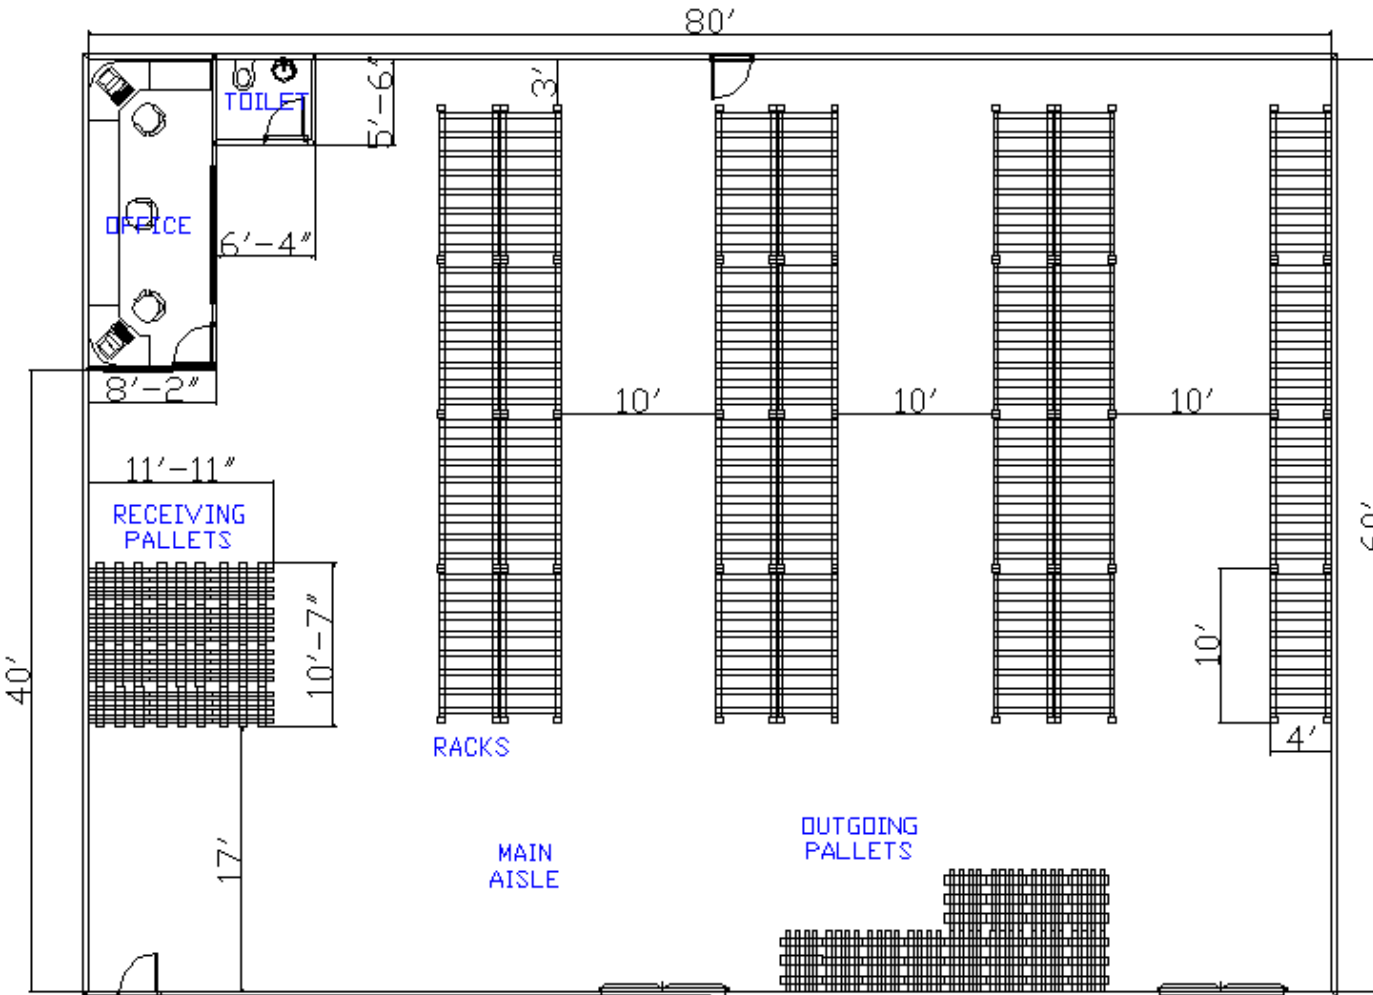 80'
TOILET
5'-6"
3'
OFFICE
6'-4"
8'-2"
10'
10'
10'
11'-11"
RECEIVING
PALLETS
10'-7"
40'
10'
4'
RACKS
17'
MAIN
AISLE
OUTGOING
PALLETS